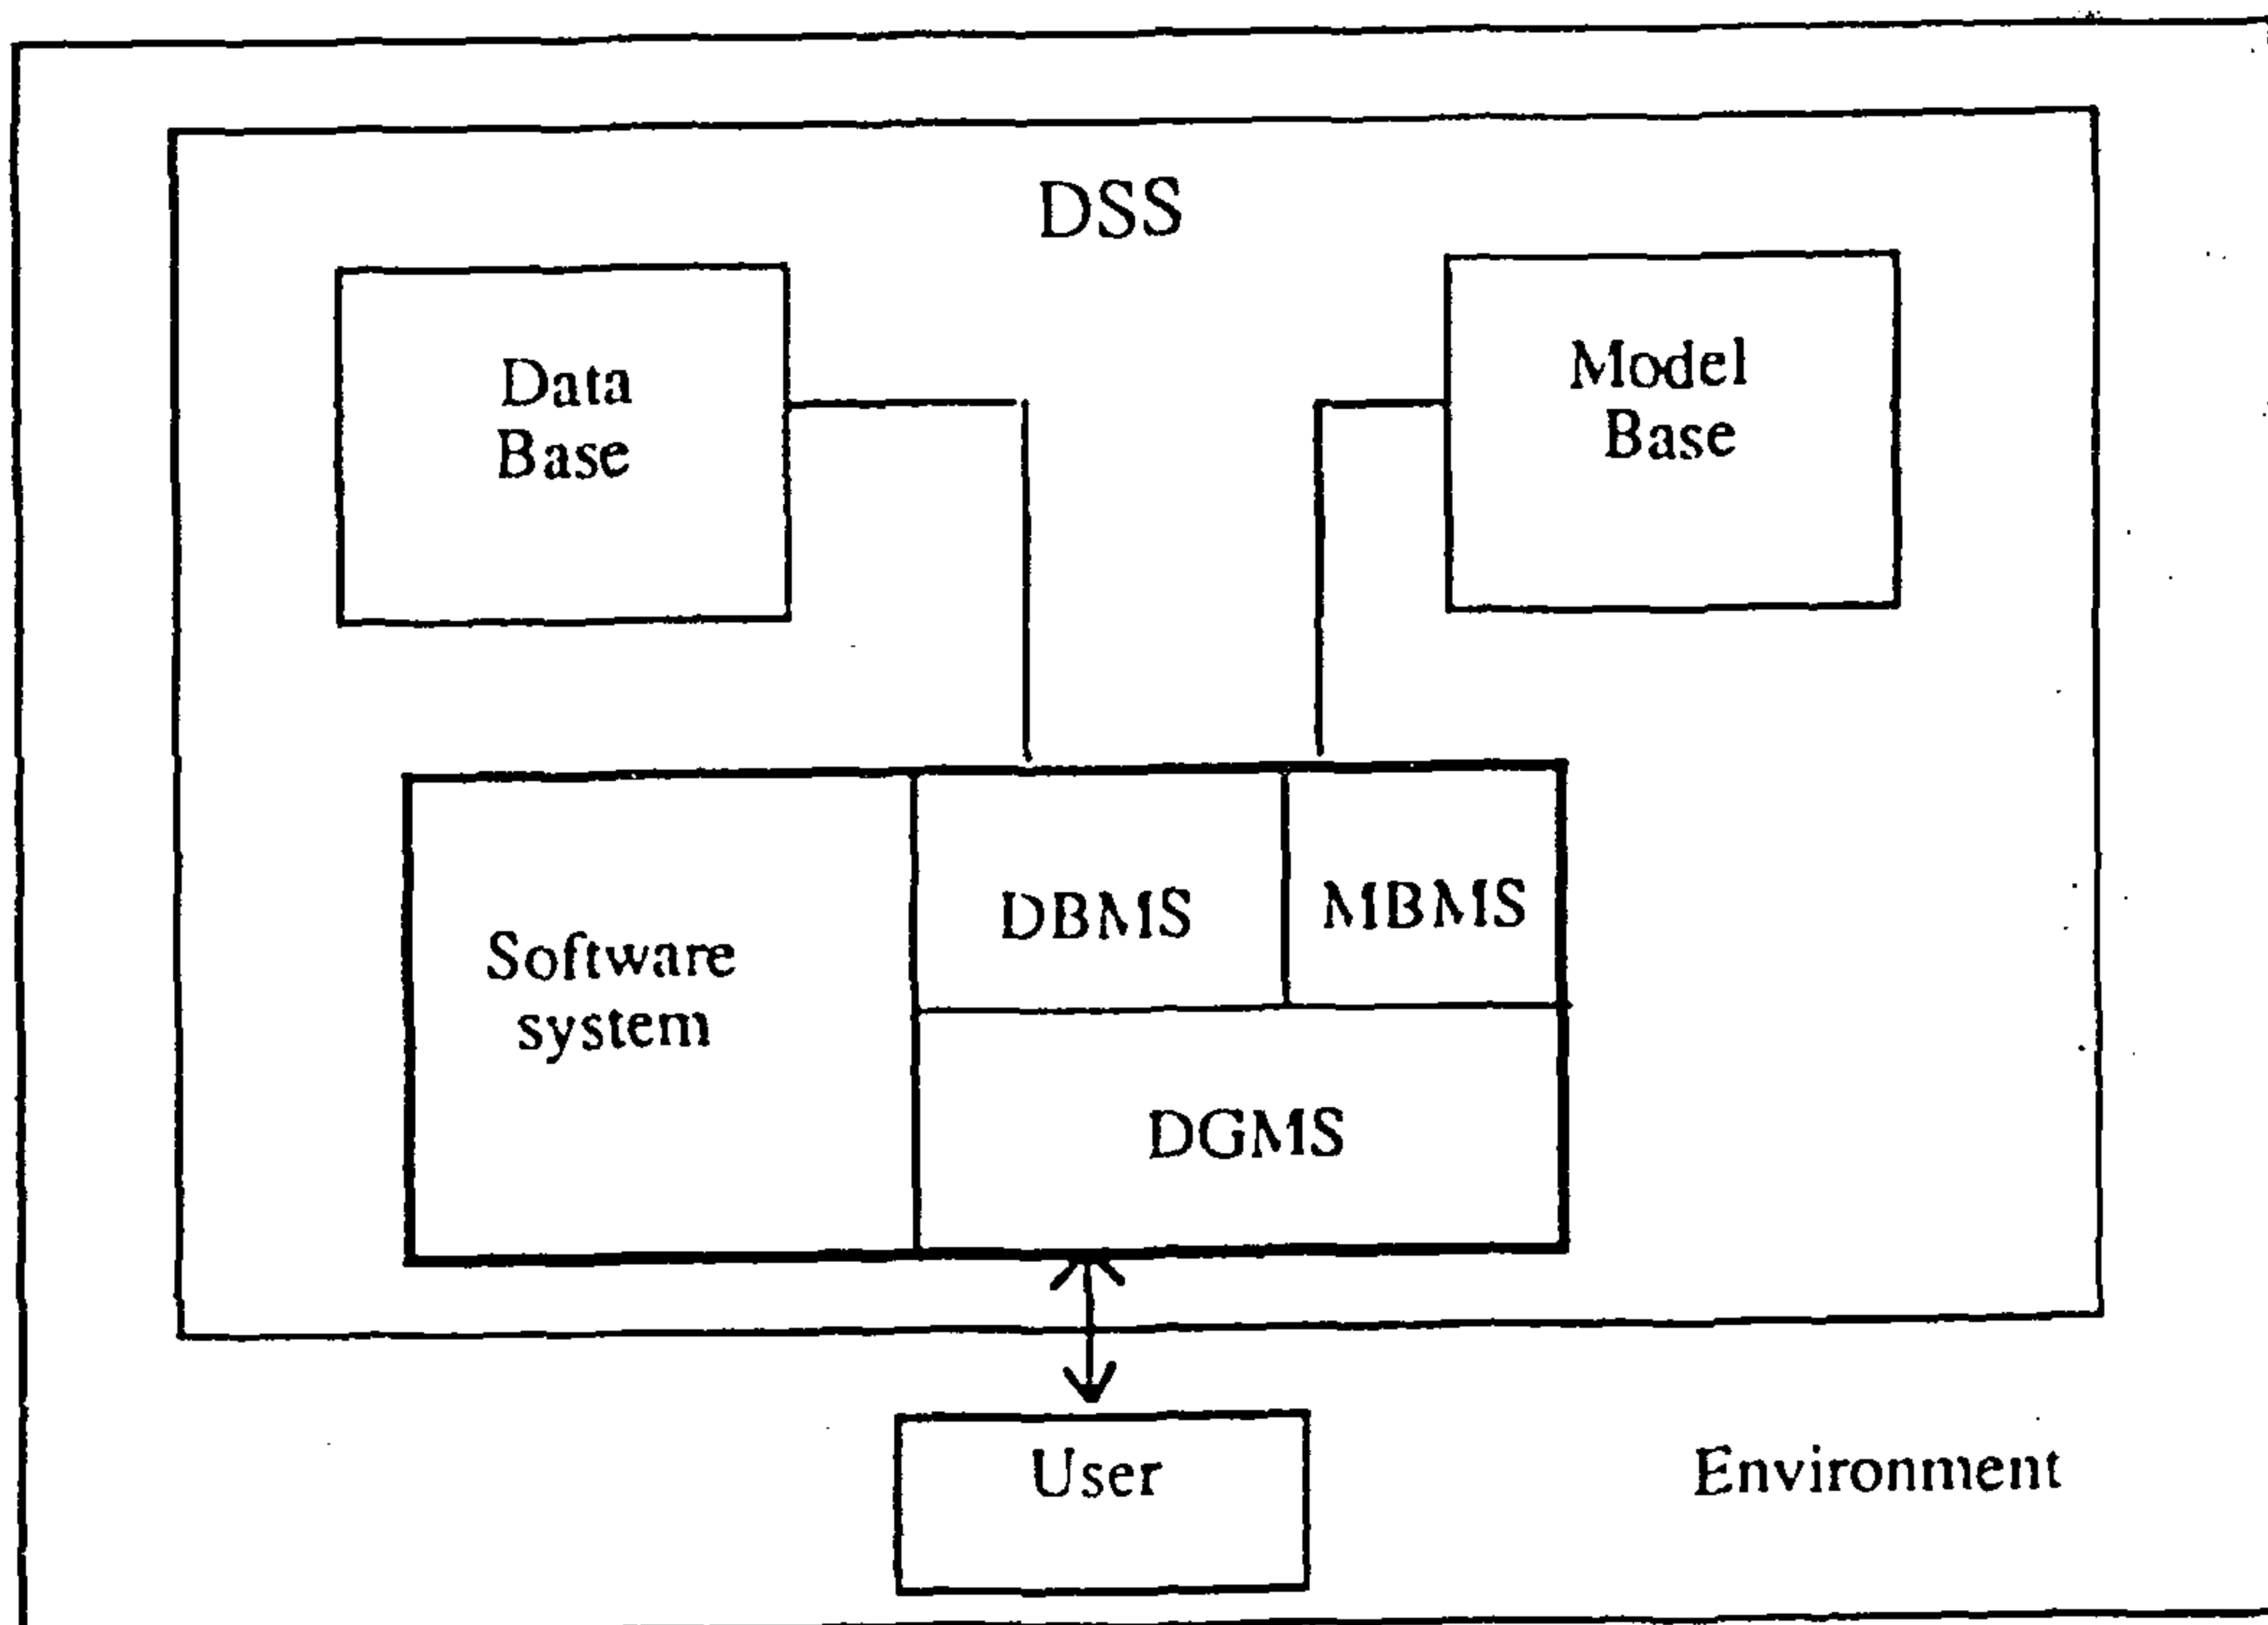 DSS
Data
Base
Model
Base
Software
system
DBMS
MBMS
DGMS
User
Environment